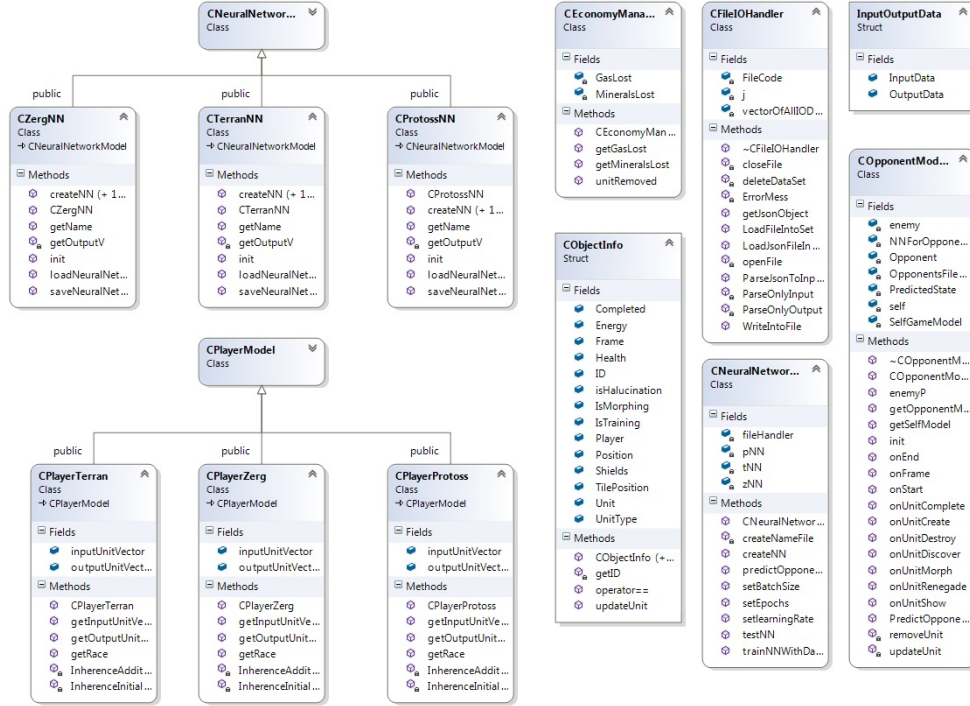 CNeuralNetwor...
Class
public
public
public
CZergNN
Class
CNeuralNetworkModel
Methods
createNN (+ 1...
CZergNN
getName
getOutputV
init
loadNeuralNet...
saveNeuralNet...
CTerranNN
Class
CNeuralNetworkModel
Methods
createNN (+ 1...
CTerranNN
getName
getOutputV
init
loadNeuralNet...
saveNeuralNet...
CProtossNN
Class
CNeuralNetworkModel
Methods
CProtossNN
createNN (+ 1...
getName
getOutputV
init
loadNeuralNet...
saveNeuralNet...
CPlayerModel
Class
public
public
public
CPlayerTerran
Class
CPlayerModel
Fields
inputUnitVector
outputUnitVect...
Methods
CPlayerTerran
getInputUnitVe...
getOutputUnit...
getRace
InherenceAddit...
InherenceInitial...
CPlayerZerg
Class
CPlayerModel
Fields
inputUnitVector
outputUnitVect...
Methods
CPlayerZerg
getInputUnitVe...
getOutputUnit...
getRace
InherenceAddit...
InherenceInitial...
CPlayerProtoss
Class
CPlayerModel
Fields
inputUnitVector
outputUnitVect...
Methods
CPlayerProtoss
getInputUnitVe...
getOutputUnit...
getRace
InherenceAddit...
InherenceInitial...
CEconomyMana...
Class
Fields
GasLost
MineralsLost
Methods
CEconomyMan...
getGasLost
getMineralsLost
unitRemoved
CObjectInfo
Struct
Fields
Completed
Energy
Frame
Health
ID
isHalucination
IsMorphing
IsTraining
Player
Position
Shields
TilePosition
Unit
UnitType
Methods
CObjectInfo (+...
getID
operator==
updateUnit
CFileIOHandler
Class
Fields
FileCode
j
vectorOfAllIOD...
Methods
~CFileIOHandler
closeFile
deleteDataSet
ErrorMess
getJsonObject
LoadFileIntoSet
LoadJsonFileIn...
openFile
ParseJsonToInp...
ParseOnlyInput
ParseOnlyOutput
WriteIntoFile
CNeuralNetwor...
Class
Fields
fileHandler
pNN
tNN
zNN
Methods
CNeuralNetwor...
createNameFile
createNN
predictOppone...
setBatchSize
setEpochs
setlearningRate
testNN
trainNNWithDa...
InputOutputData
Struct
Fields
InputData
OutputData
COpponentMod...
Class
Fields
enemy
NNForOppone...
Opponent
OpponentsFile...
PredictedState
self
SelfGameModel
Methods
~COpponentM...
COpponentMo...
enemyP
getOpponentM...
getSelfModel
init
onEnd
onFrame
onStart
onUnitComplete
onUnitCreate
onUnitDestroy
onUnitDiscover
onUnitMorph
onUnitRenegade
onUnitShow
PredictOppone...
removeUnit
updateUnit